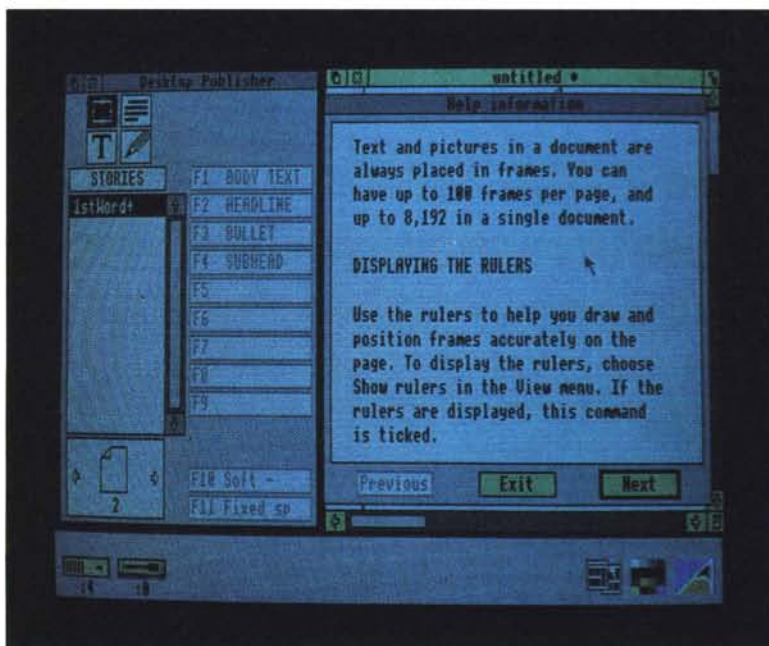 Desktop Publisher
T
STORIES
1stWord+
2
F1 BODY TEXT
F2 HEADLINE
F3 BULLET
F4 SUBHEAD
F5
F6
F7
F8
F9
F10 Soft -
F11 Fixed sp
untitled *
Help information
Text and pictures in a document are
always placed in frames. You can
have up to 100 frames per page, and
up to 8,192 in a single document.
DISPLAYING THE RULERS
Use the rulers to help you draw and
position frames accurately on the
page. To display the rulers, choose
Show rulers in the View menu. If the
rulers are displayed, this command
is ticked.
Previous
Exit
Next
:4
:0